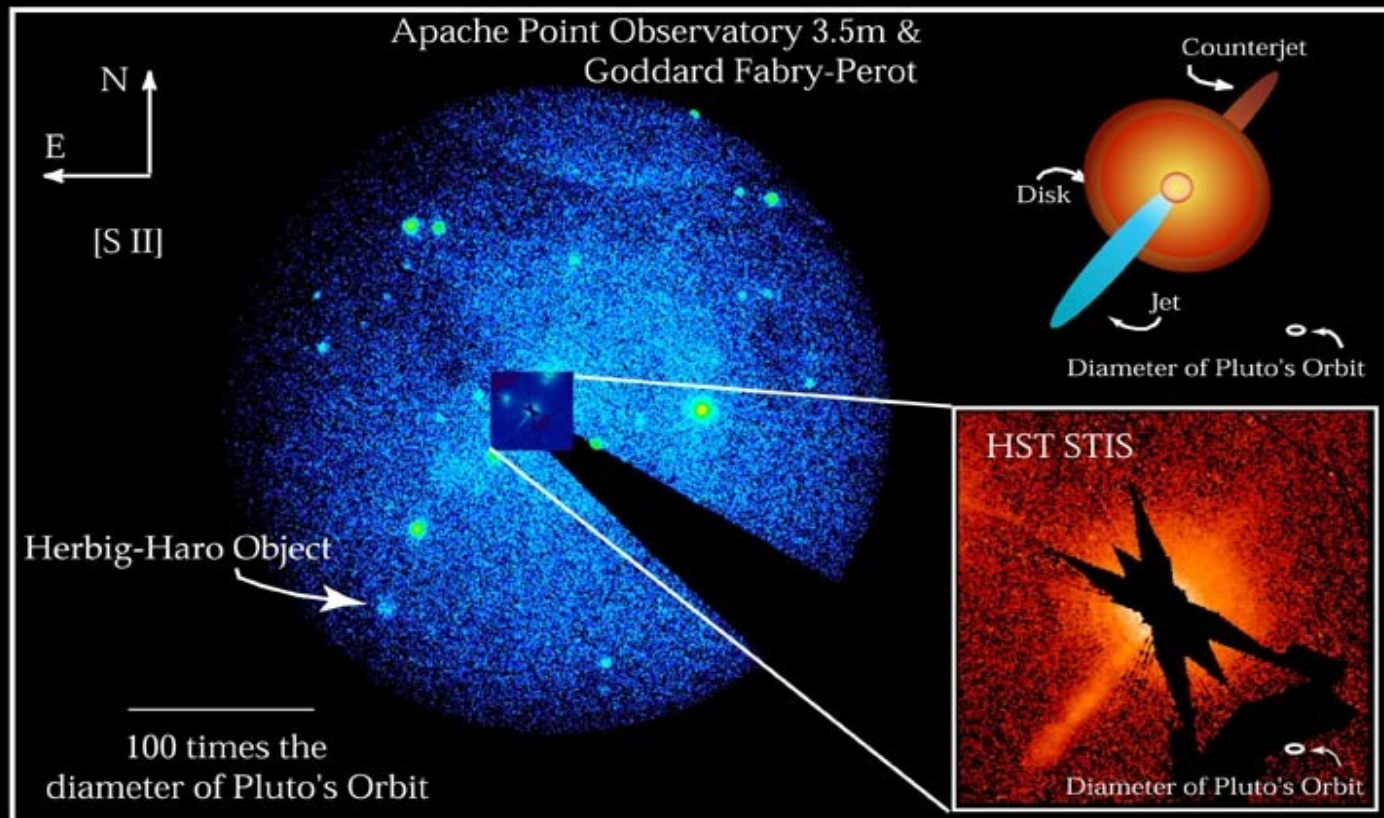 Apache Point Observatory 3.5m &
Goddard Fabry-Perot
N
E
[S II]
Herbig-Haro Object
100 times the
diameter of Pluto's Orbit
Counterjet
Disk
Jet
Diameter of Pluto's Orbit
HST STIS
Diameter of Pluto's Orbit